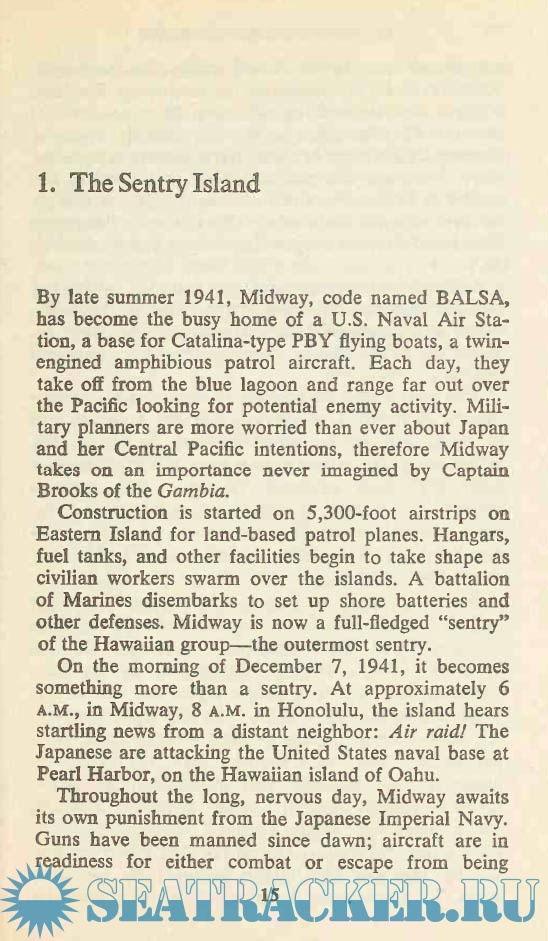 1. The Sentry Island
By late summer 1941, Midway, code named BALSA,
has become the busy home of a U.S. Naval Air Sta-
tion, a base for Catalina-type PBY flying boats, a twin-
engined amphibious patrol aircraft. Each day, they
take off from the blue lagoon and range far out over
the Pacific looking for potential enemy activity. Mili-
tary planners are more worried than ever about Japan
and her Central Pacific intentions, therefore Midway
takes on an importance never imagined by Captain
Brooks of the Gambia.
Construction is started on 5,300-foot airstrips on
Eastern Island for land-based patrol planes. Hangars,
fuel tanks, and other facilities begin to take shape as
civilian workers swarm over the islands. A battalion
of Marines disembarks to set up shore batteries and
other defenses. Midway is now a full-fledged “sentry”
of the Hawaiian group—the outermost sentry.
On the morning of December 7, 1941, it becomes
something more than a sentry. At approximately 6
A.M., in Midway, 8 A.M. in Honolulu, the island hears
startling news from a distant neighbor: Air raid! The
Japanese are attacking the United States naval base at
Pearl Harbor, on the Hawaiian island of Oahu.
Throughout the long, nervous day, Midway awaits
its own punishment from the Japanese Imperial Navy.
Guns have been manned since dawn; aircraft are in
readiness for either combat or escape from being
15
SEATRACKER.RU